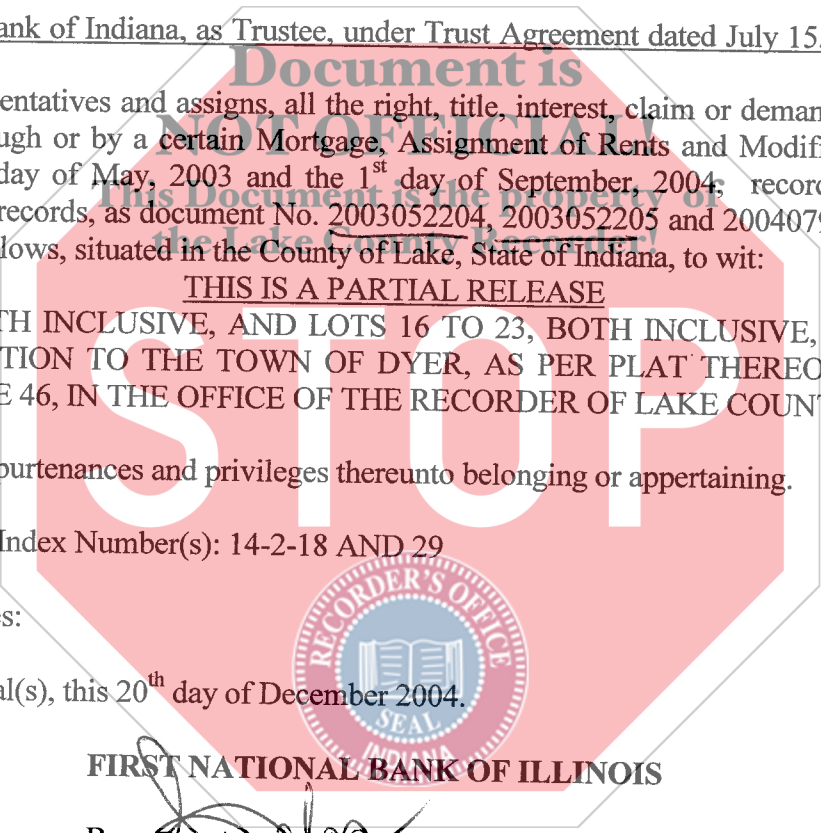 ank of Indiana, as Trustee, under Trust Agreement dated July 15,
Document is
entatives and assigns, all the right, title, interest, claim or deman
NOT OFFICIAL!
ugh or by a certain Mortgage, Assignment of Rents and Modifi
day of May, 2003 and the 1st day of September, 2004, recor
This Document is the property of
records, as document No. 2003052204, 2003052205 and 2004079
the Lake County Recorder!
lows, situated in the County of Lake, State of Indiana, to wit:
THIS IS A PARTIAL RELEASE
TH INCLUSIVE, AND LOTS 16 TO 23, BOTH INCLUSIVE,
TION TO THE TOWN OF DYER, AS PER PLAT THEREO
E 46, IN THE OFFICE OF THE RECORDER OF LAKE COUNT
STOP
purtenances and privileges thereunto belonging or appertaining.
Index Number(s): 14-2-18 AND 29
es:
RECORDER'S OFFICE
al(s), this 20th day of December 2004.
SEAL
INDIANA
FIRST NATIONAL BANK OF ILLINOIS